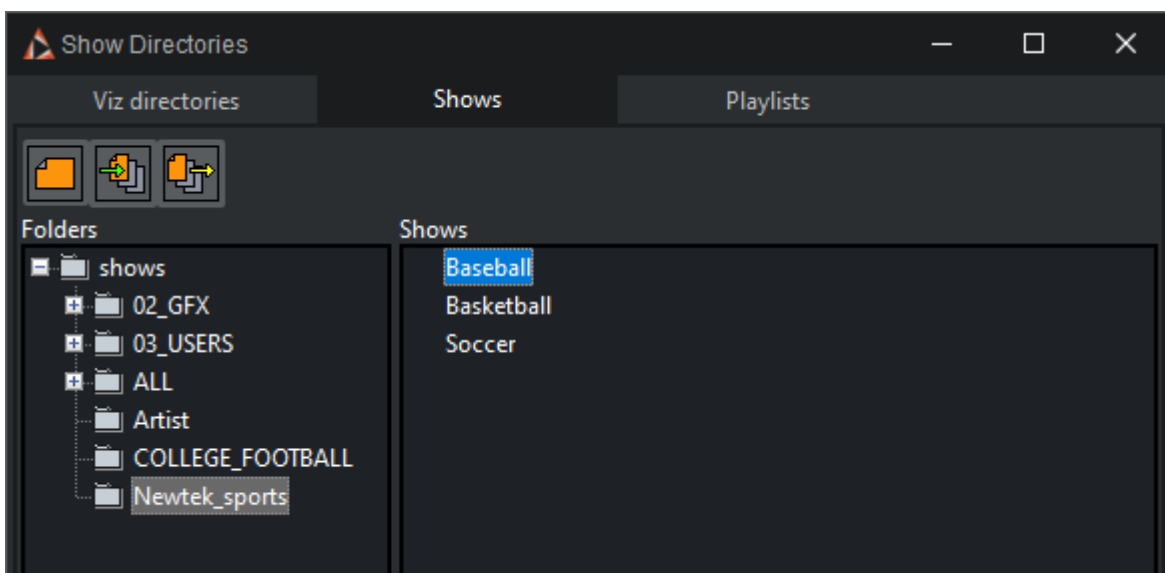 Show Directories
Viz directories Shows Playlists
Folders
shows
02_GFX
03_USERS
ALL
Artist
COLLEGE_FOOTBALL
Newtek_sports
Shows
Baseball
Basketball
Soccer